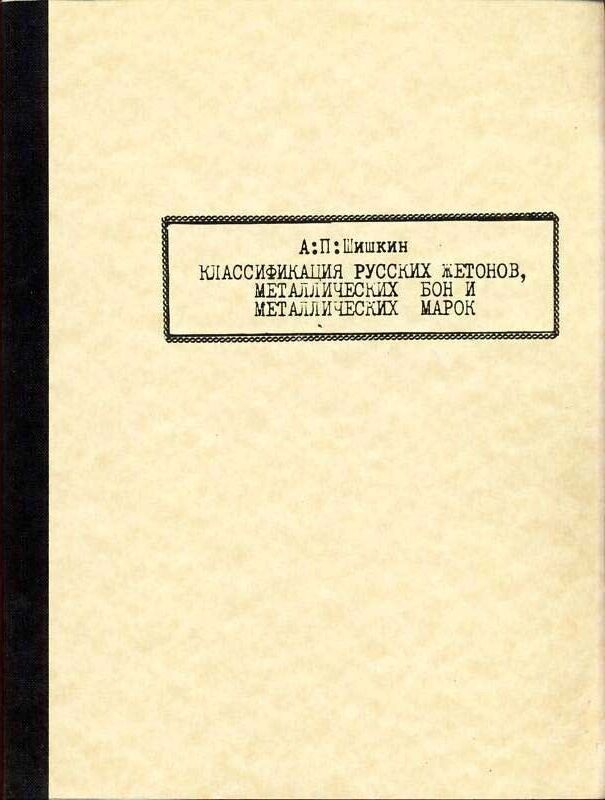 А:П:Шишкин
КЛАССИФИКАЦИЯ РУССКИХ ЖЕТОНОВ,
МЕТАЛЛИЧЕСКИХ БОН И
МЕТАЛЛИЧЕСКИХ МАРОК